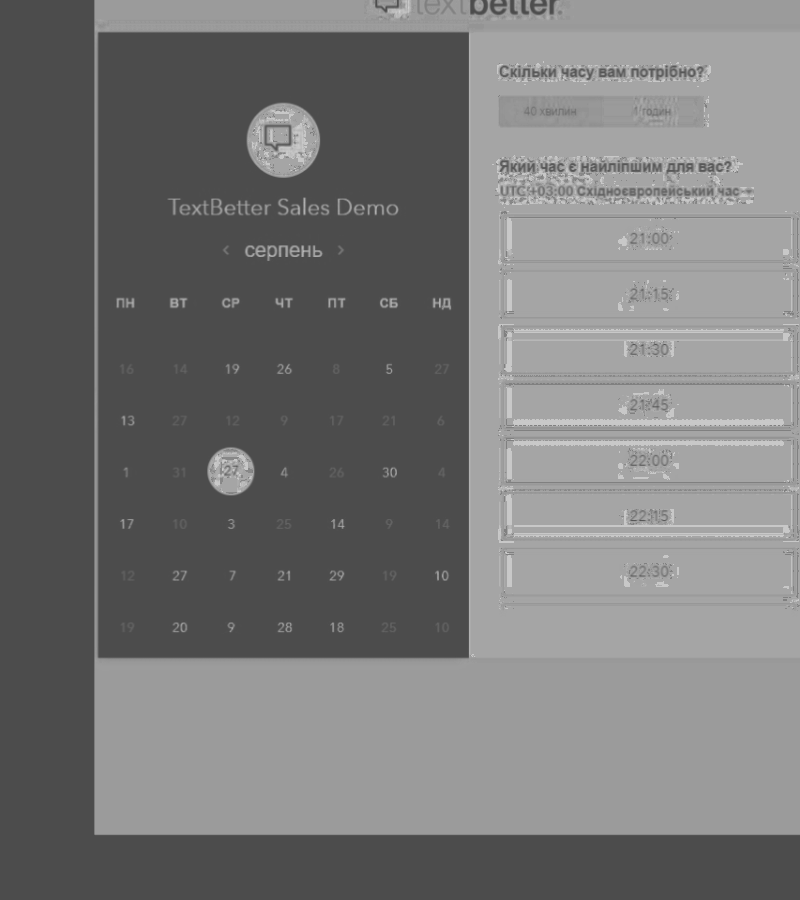 textbetter
TextBetter Sales Demo
‹ серпень ›
ПН ВТ СР ЧТ ПТ СБ НД
16 14 19 26 8 5 27
13 27 12 9 17 21 6
1 31 27 4 26 30 4
17 10 3 25 14 9 14
12 27 7 21 29 19 10
19 20 9 28 18 25 10
Скільки часу вам потрібно?
40 хвилин 1 годин
Який час є найліпшим для вас?
UTC +03:00 Східноєвропейський час
21:00
21:15
21:30
21:45
22:00
22:15
22:30